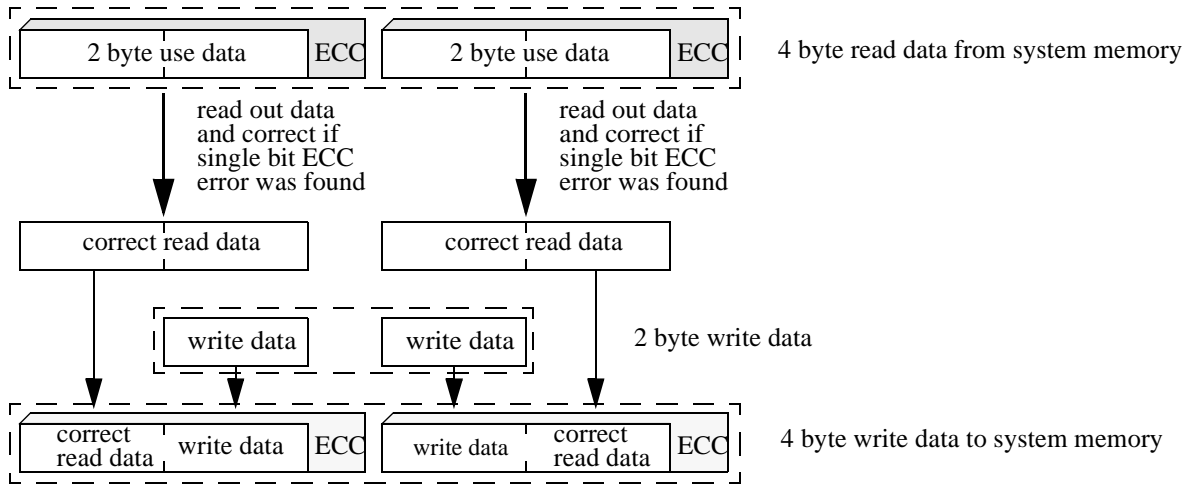 2 byte use data ECC 2 byte use data ECC 4 byte read data from system memory
read out data
and correct if
single bit ECC
error was found
read out data
and correct if
single bit ECC
error was found
correct read data correct read data
write data write data 2 byte write data
correct
read data
write data ECC
write data
correct
read data
ECC
4 byte write data to system memory